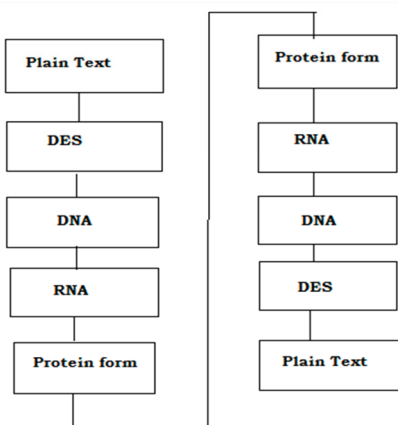 Plain Text
DES
DNA
RNA
Protein form
Protein form
RNA
DNA
DES
Plain Text